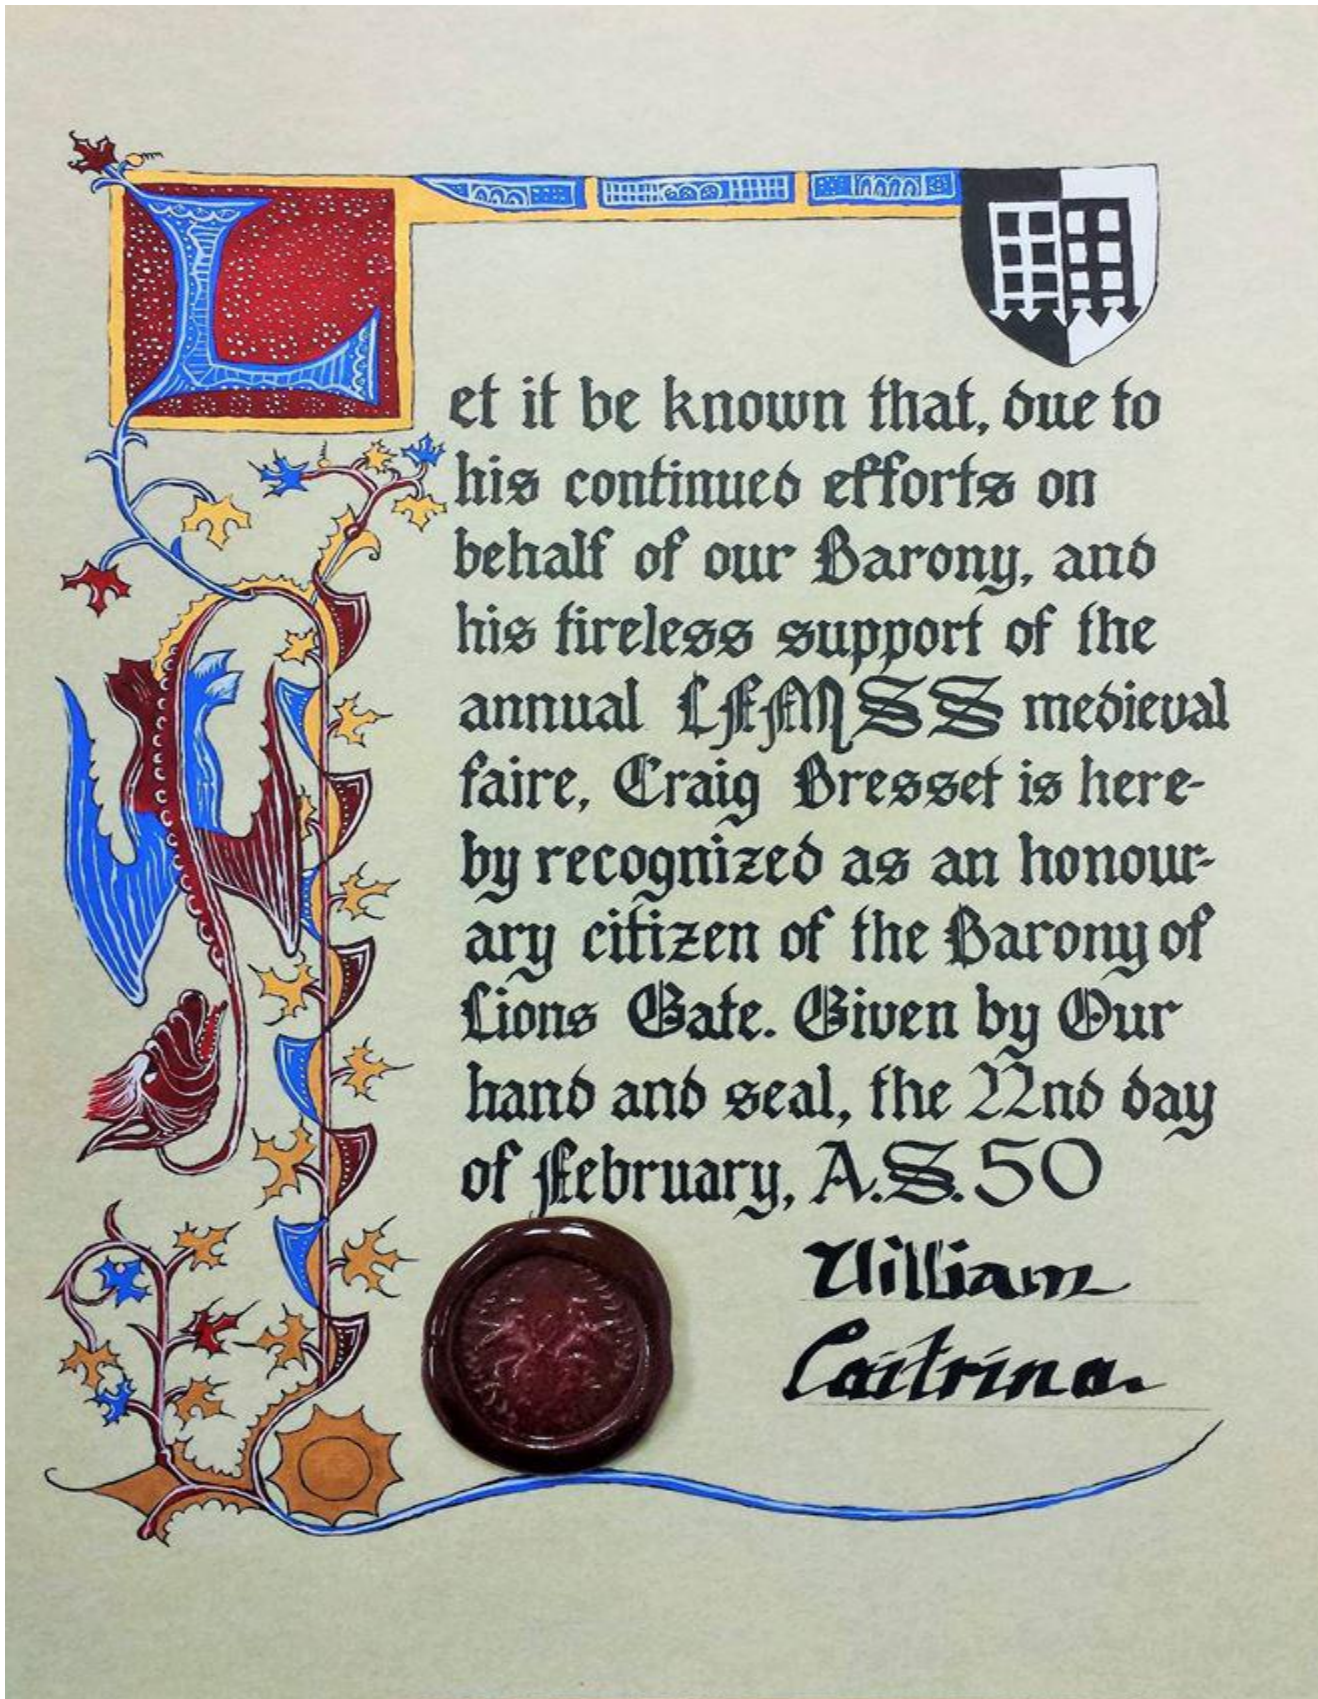 Let it be known that, due to
his continued efforts on
behalf of our Barony, and
his tireless support of the
annual LFMSS medieval
faire, Craig Bresset is here-
by recognized as an honour-
ary citizen of the Barony of
Lions Gate. Given by Our
hand and seal, the 22nd day
of February, A.S. 50
William
Caitrina.